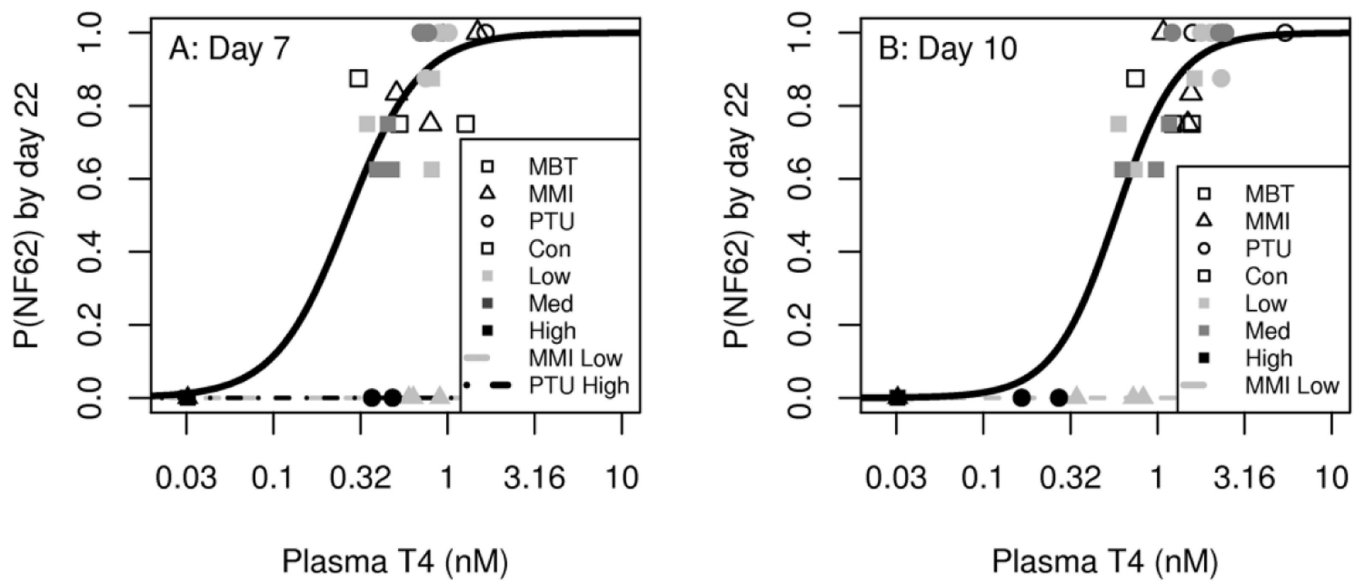 A: Day 7
P(NF62) by day 22
1.0
0.8
0.6
0.4
0.2
0.0
MBT
MMI
PTU
Con
Low
Med
High
MMI Low
PTU High
0.03 0.1 0.32 1 3.16 10
Plasma T4 (nM)
B: Day 10
P(NF62) by day 22
1.0
0.8
0.6
0.4
0.2
0.0
MBT
MMI
PTU
Con
Low
Med
High
MMI Low
0.03 0.1 0.32 1 3.16 10
Plasma T4 (nM)